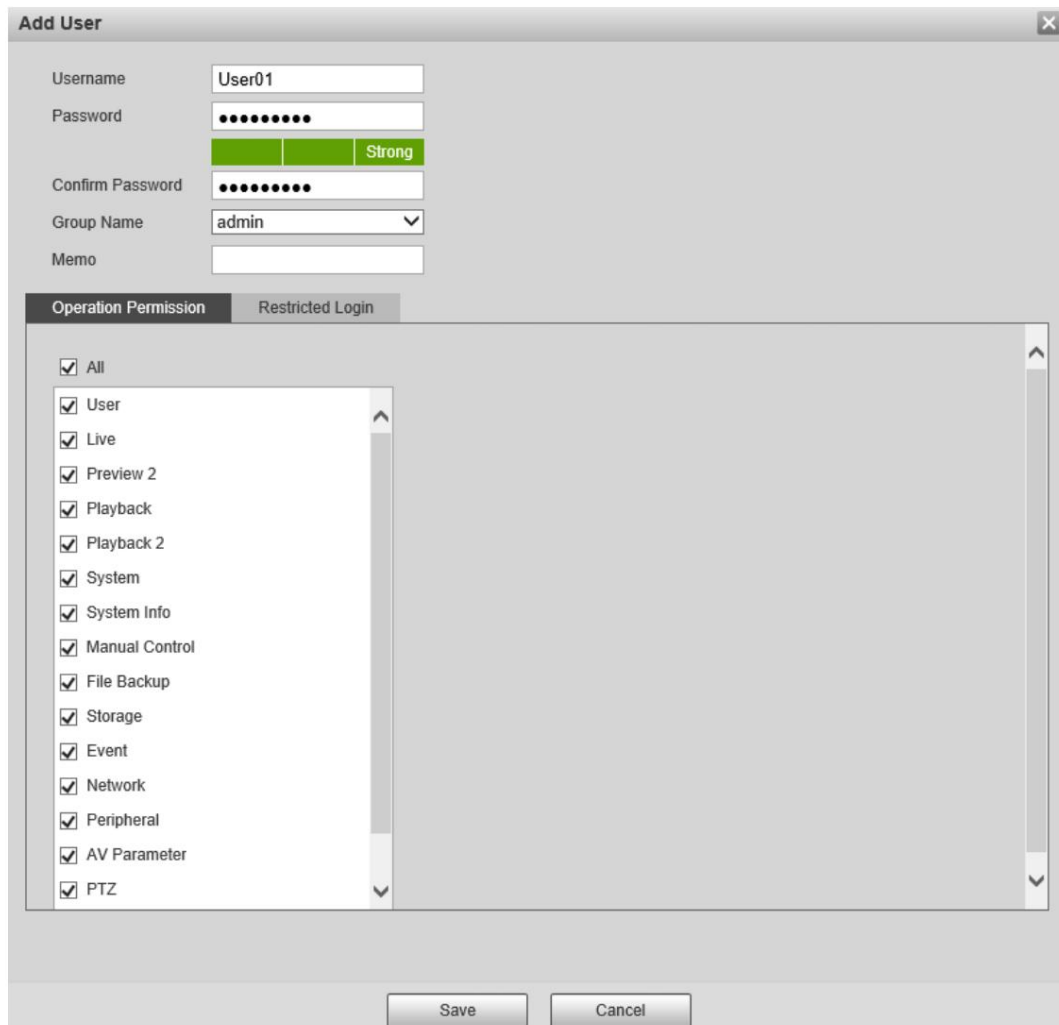 Add User
Username User01
Password •••••••••
Strong
Confirm Password •••••••••
Group Name admin
Memo
Operation Permission Restricted Login
All
User
Live
Preview 2
Playback
Playback 2
System
System Info
Manual Control
File Backup
Storage
Event
Network
Peripheral
AV Parameter
PTZ
Save Cancel